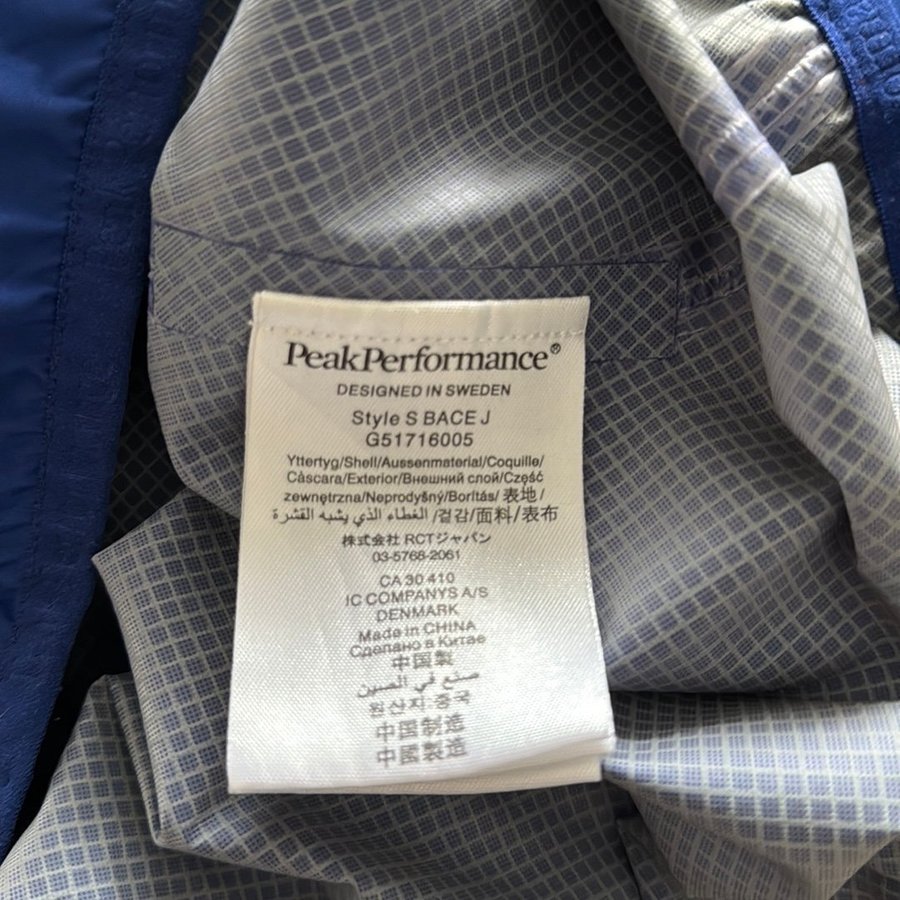 PeakPerformance®
DESIGNED IN SWEDEN
Style S BACE J
G51716005
Yttertyg/Shell/Aussenmaterial/Coquille/
Càscara/Exterior/Внешний слой/Część
zewnętrzna/Neprodyšný/Borítás/表地/
الغطاء الذي يشبه القشرة /겉감/面料/表布
株式会社 RCTジャパン
03-5768-2061
CA 30 410
IC COMPANYS A/S
DENMARK
Made in CHINA
Сделано в Китае
中国製
صنع في الصين
원산지:중국
中国制造
中國製造